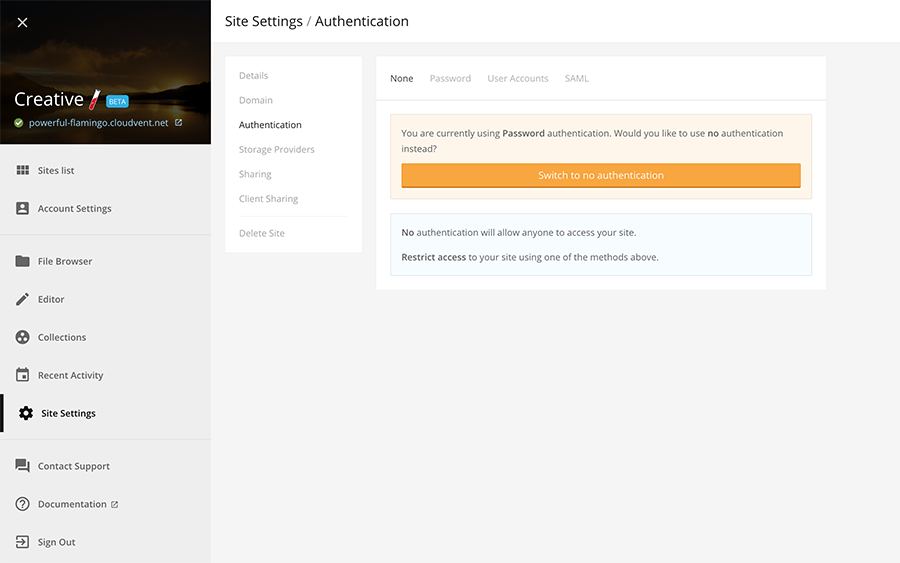 Site Settings / Authentication
Creative BETA
powerful-flamingo.cloudvent.net
Sites list
Account Settings
File Browser
Editor
Collections
Recent Activity
Site Settings
Contact Support
Documentation
Sign Out
Details
Domain
Authentication
Storage Providers
Sharing
Client Sharing
Delete Site
None Password User Accounts SAML
You are currently using Password authentication. Would you like to use no authentication
instead?
Switch to no authentication
No authentication will allow anyone to access your site.
Restrict access to your site using one of the methods above.